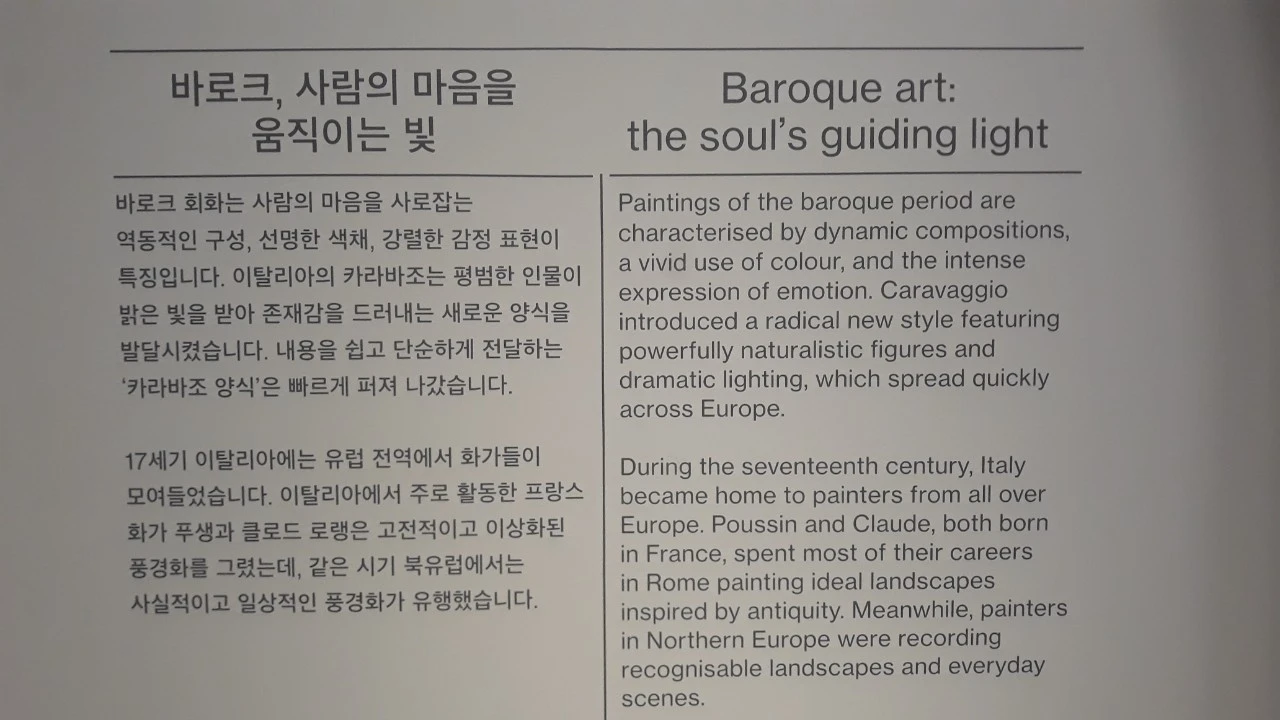 바로크, 사람의 마음을
움직이는 빛
바로크 회화는 사람의 마음을 사로잡는
역동적인 구성, 선명한 색채, 강렬한 감정 표현이
특징입니다. 이탈리아의 카라바조는 평범한 인물이
밝은 빛을 받아 존재감을 드러내는 새로운 양식을
발달시켰습니다. 내용을 쉽고 단순하게 전달하는
‘카라바조 양식’은 빠르게 퍼져 나갔습니다.
17세기 이탈리아에는 유럽 전역에서 화가들이
모여들었습니다. 이탈리아에서 주로 활동한 프랑스
화가 푸생과 클로드 로랭은 고전적이고 이상화된
풍경화를 그렸는데, 같은 시기 북유럽에서는
사실적이고 일상적인 풍경화가 유행했습니다.
Baroque art:
the soul’s guiding light
Paintings of the baroque period are
characterised by dynamic compositions,
a vivid use of colour, and the intense
expression of emotion. Caravaggio
introduced a radical new style featuring
powerfully naturalistic figures and
dramatic lighting, which spread quickly
across Europe.
During the seventeenth century, Italy
became home to painters from all over
Europe. Poussin and Claude, both born
in France, spent most of their careers
in Rome painting ideal landscapes
inspired by antiquity. Meanwhile, painters
in Northern Europe were recording
recognisable landscapes and everyday
scenes.